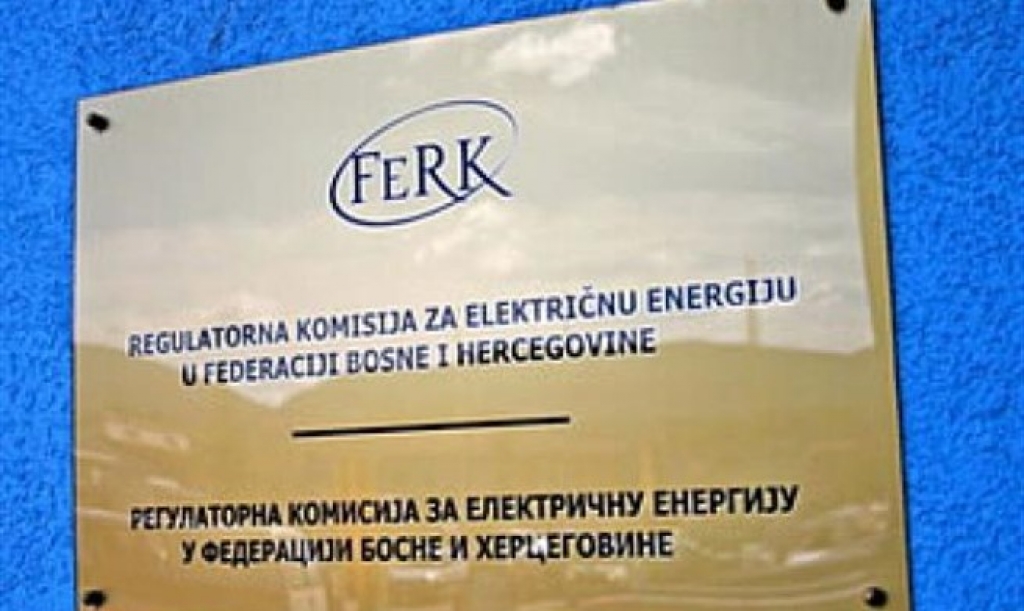 FERK
REGULATORNA KOMISIJA ZA ELEKTRIČNU ENERGIJU
U FEDERACIJI BOSNE I HERCEGOVINE
РЕГУЛАТОРНА КОМИСИЈА ЗА ЕЛЕКТРИЧНУ ЕНЕРГИЈУ
У ФЕДЕРАЦИЈИ БОСНЕ И ХЕРЦЕГОВИНЕ